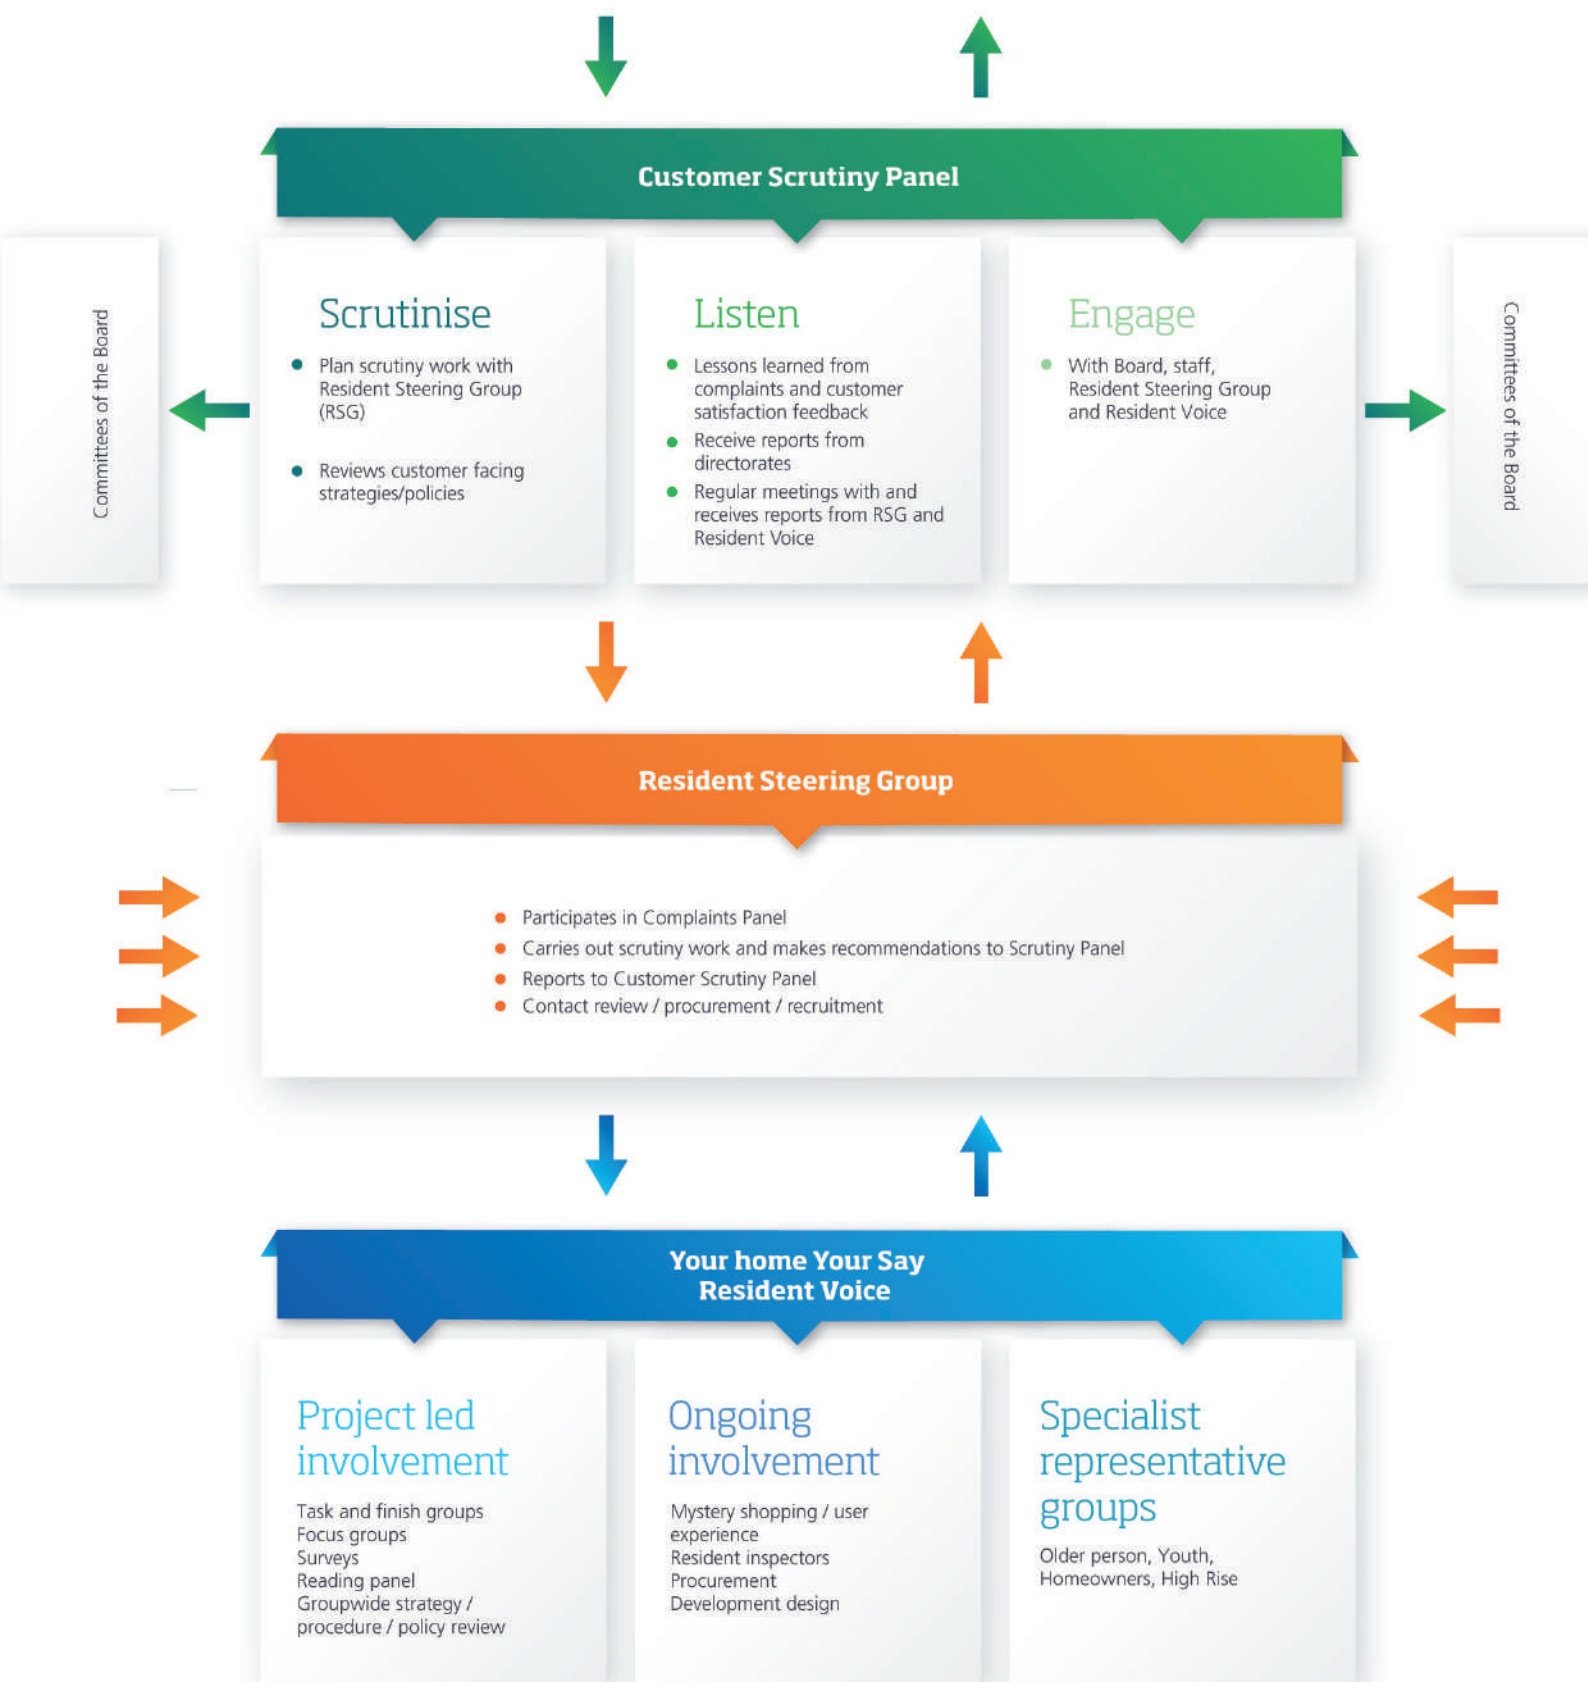 Customer Scrutiny Panel
Committees of the Board
Scrutinise
Plan scrutiny work with
Resident Steering Group
(RSG)
Reviews customer facing
strategies/policies
Listen
Lessons learned from
complaints and customer
satisfaction feedback
Receive reports from
directorates
Regular meetings with and
receives reports from RSG and
Resident Voice
Engage
With Board, staff,
Resident Steering Group
and Resident Voice
Committees of the Board
Resident Steering Group
Participates in Complaints Panel
Carries out scrutiny work and makes recommendations to Scrutiny Panel
Reports to Customer Scrutiny Panel
Contact review / procurement / recruitment
Your home Your Say
Resident Voice
Project led
involvement
Task and finish groups
Focus groups
Surveys
Reading panel
Groupwide strategy /
procedure / policy review
Ongoing
involvement
Mystery shopping / user
experience
Resident inspectors
Procurement
Development design
Specialist
representative
groups
Older person, Youth,
Homeowners, High Rise